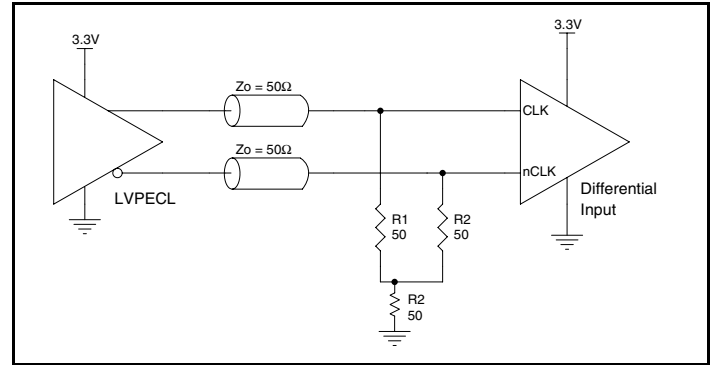 3.3V
3.3V
Zo = 50Ω
CLK
Zo = 50Ω
nCLK
LVPECL
Differential
Input
R1
50
R2
50
R2
50